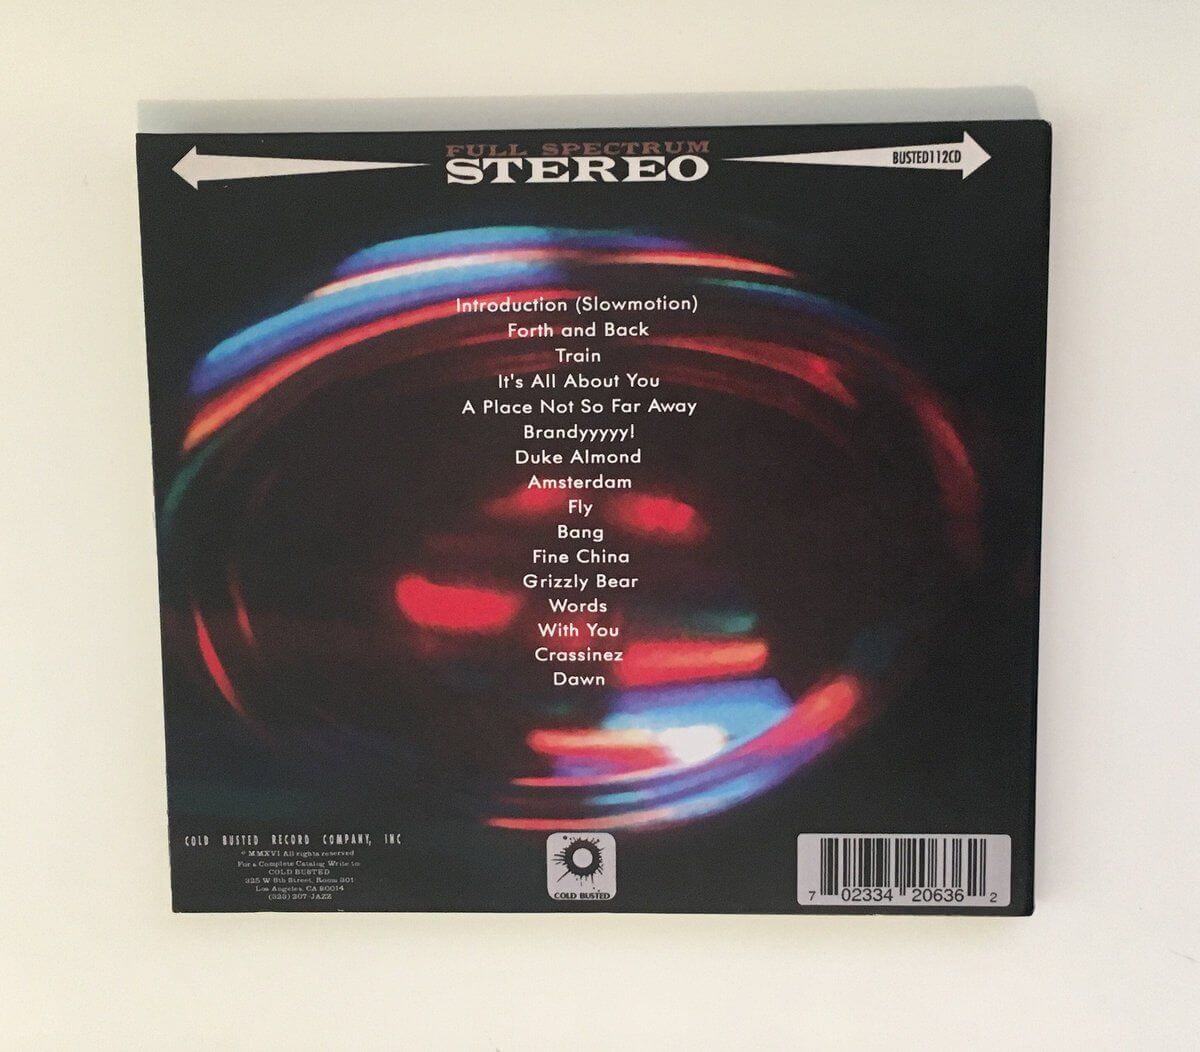 FULL SPECTRUM
STEREO
BUSTED112CD
Introduction (Slowmotion)
Forth and Back
Train
It's All About You
A Place Not So Far Away
Brandyyyyy!
Duke Almond
Amsterdam
Fly
Bang
Fine China
Grizzly Bear
Words
With You
Crassinez
Dawn
COLD BUSTED RECORD COMPANY, INC
MMXVI All rights reserved
For a Complete Catalog Write to:
COLD BUSTED
325 W 8th Street, Room 301
Los Angeles, CA 90014
(323) 207-JAZZ
COLD BUSTED
7 02334 20636 2